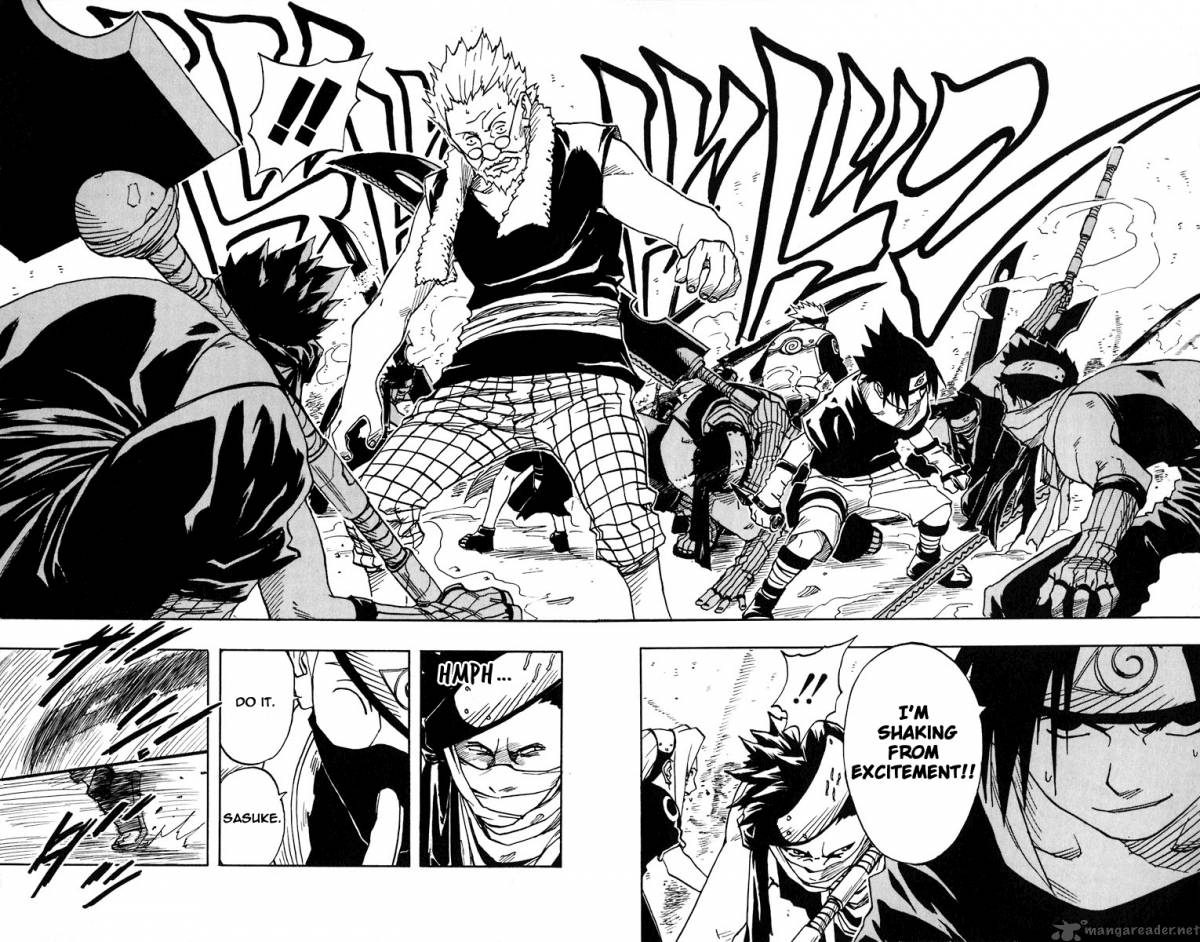 !!
!!
I'M
SHAKING
FROM
EXCITEMENT!!
HMPH...
DO IT.
SASUKE.
mangareader.net